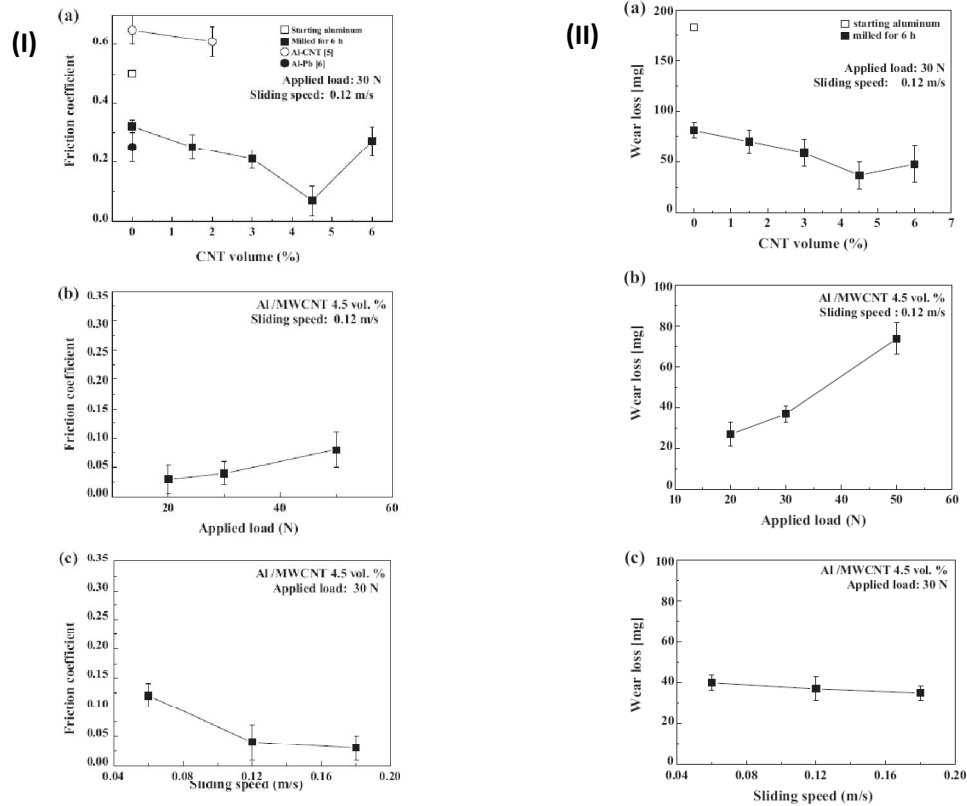 (I)
(a)
Friction coefficient
0.6
0.4
0.2
0.0
Starting aluminum
Milled for 6 h
Al-CNT [5]
Al-Pb [6]
Applied load: 30 N
Sliding speed: 0.12 m/s
0 1 2 3 4 5 6
CNT volume (%)
(b)
Friction coefficient
0.35
0.30
0.25
0.20
0.15
0.10
0.05
0.00
Al /MWCNT 4.5 vol. %
Sliding speed: 0.12 m/s
20 40 60
Applied load (N)
(c)
Friction coefficient
0.35
0.30
0.25
0.20
0.15
0.10
0.05
0.00
Al /MWCNT 4.5 vol. %
Applied load: 30 N
0.04 0.08 0.12 0.16 0.20
Sliding speed (m/s)
(II)
(a)
Wear loss [mg]
200
150
100
50
0
starting aluminum
milled for 6 h
Applied load: 30 N
Sliding speed: 0.12 m/s
0 1 2 3 4 5 6 7
CNT volume (%)
(b)
Wear loss [mg]
100
80
60
40
20
0
Al /MWCNT 4.5 vol. %
Sliding speed : 0.12 m/s
10 20 30 40 50 60
Applied load (N)
(c)
Wear loss [mg]
100
80
60
40
20
0
Al /MWCNT 4.5 vol. %
Applied load: 30 N
0.04 0.08 0.12 0.16 0.20
Sliding speed (m/s)